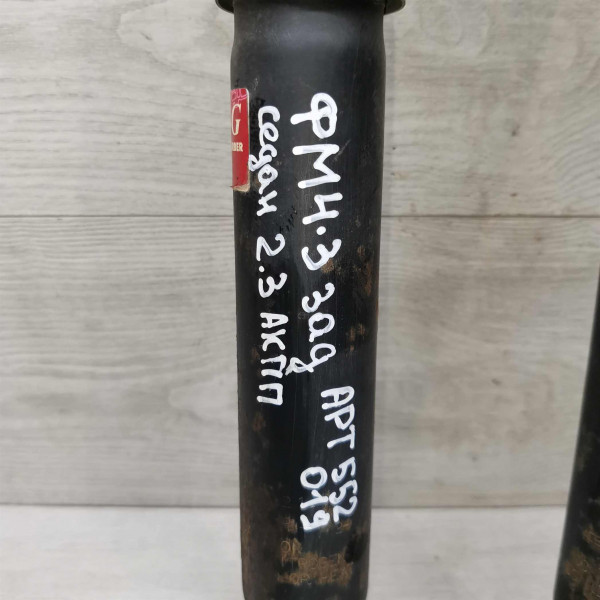 ФМ4.3 зад АРТ 552
019
седан 2.3 АКПП
G